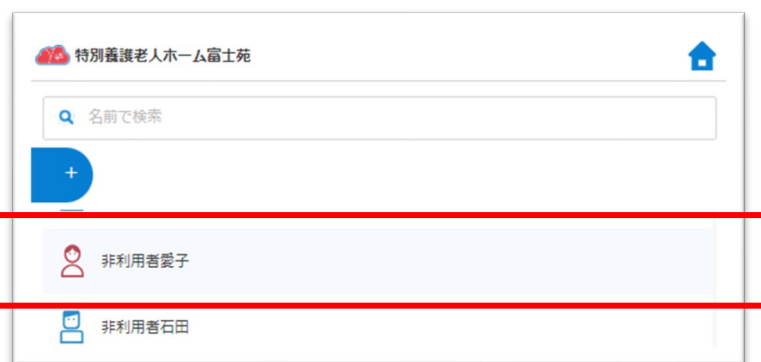 特別養護老人ホーム富士苑
名前で検索
+
非利用者愛子
非利用者石田